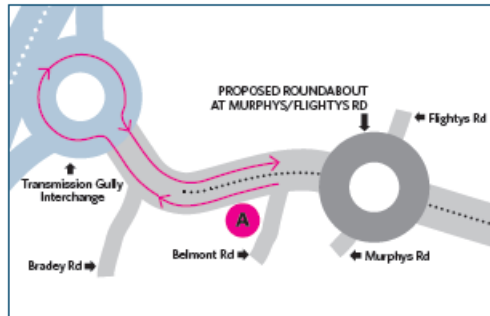 PROPOSED ROUNDABOUT
AT MURPHYS/FLIGHTYS RD
Flightys Rd
Transmission Gully
Interchange
A
Bradey Rd
Belmont Rd
Murphys Rd